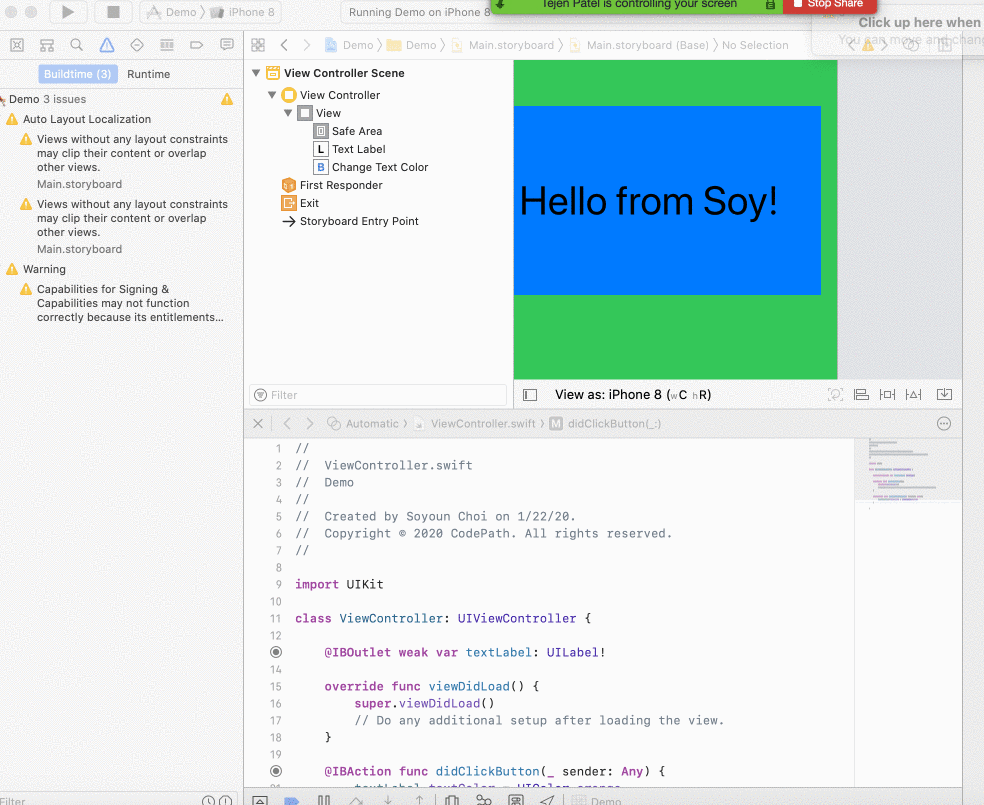 Demo iPhone 8
Running Demo on iPhone 8
Tejen Patel is controlling your screen
Stop Share
Click up here when
You can move and chang
Demo Demo Main.storyboard Main.storyboard (Base) No Selection
Buildtime (3) Runtime
Demo 3 issues
Auto Layout Localization
Views without any layout constraints
may clip their content or overlap
other views.
Main.storyboard
Views without any layout constraints
may clip their content or overlap
other views.
Main.storyboard
Warning
Capabilities for Signing &
Capabilities may not function
correctly because its entitlements...
Filter
View Controller Scene
View Controller
View
Safe Area
L Text Label
B Change Text Color
First Responder
Exit
Storyboard Entry Point
Filter
Hello from Soy!
View as: iPhone 8 (wC hR)
Automatic ViewController.swift M didClickButton(_:)
1 //
2 //  ViewController.swift
3 //  Demo
4 //
5 //  Created by Soyoun Choi on 1/22/20.
6 //  Copyright © 2020 CodePath. All rights reserved.
7 //
8
9 import UIKit
10
11 class ViewController: UIViewController {
12
@IBOutlet weak var textLabel: UILabel!
14
15 override func viewDidLoad() {
16 super.viewDidLoad()
17 // Do any additional setup after loading the view.
18 }
19
@IBAction func didClickButton(_ sender: Any) {
21 textLabel.textColor = UIColor.orange
Demo